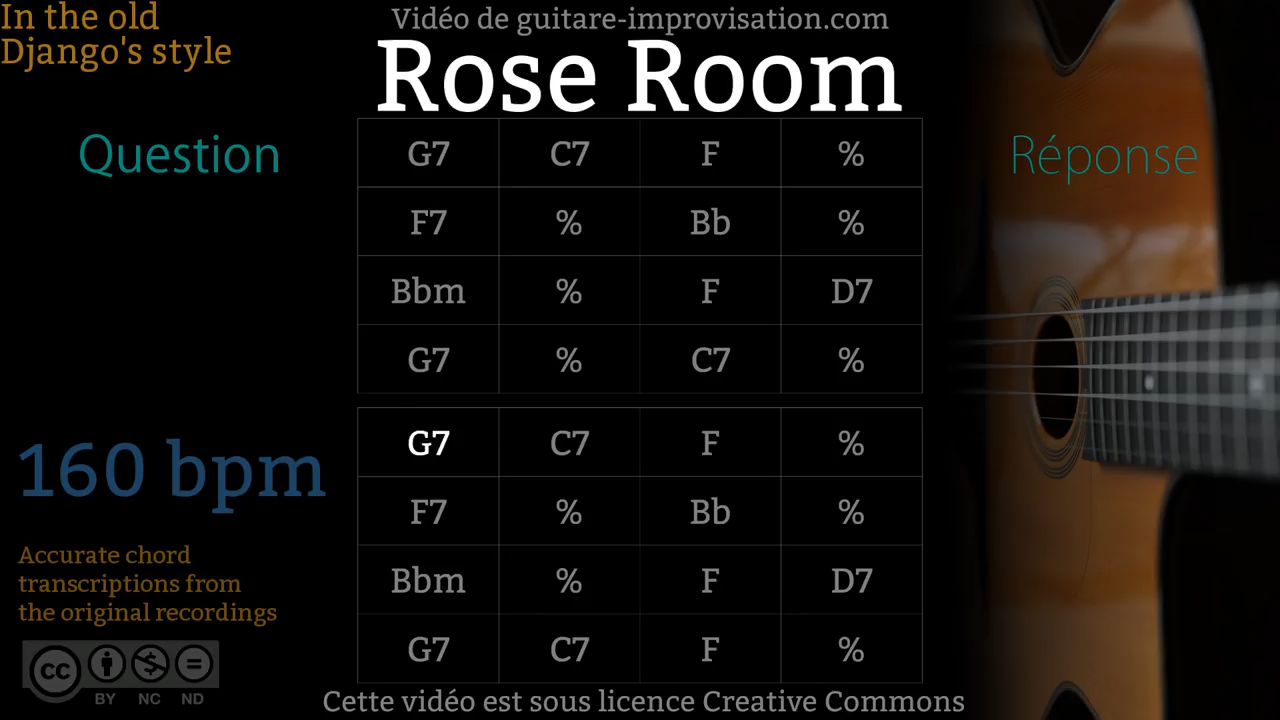 In the old
Django's style
Vidéo de guitare-improvisation.com
Rose Room
Question
Réponse
G7 C7 F %
F7 % Bb %
Bbm % F D7
G7 % C7 %
G7 C7 F %
F7 % Bb %
Bbm % F D7
G7 C7 F %
160 bpm
Accurate chord
transcriptions from
the original recordings
cc
BY NC ND
Cette vidéo est sous licence Creative Commons